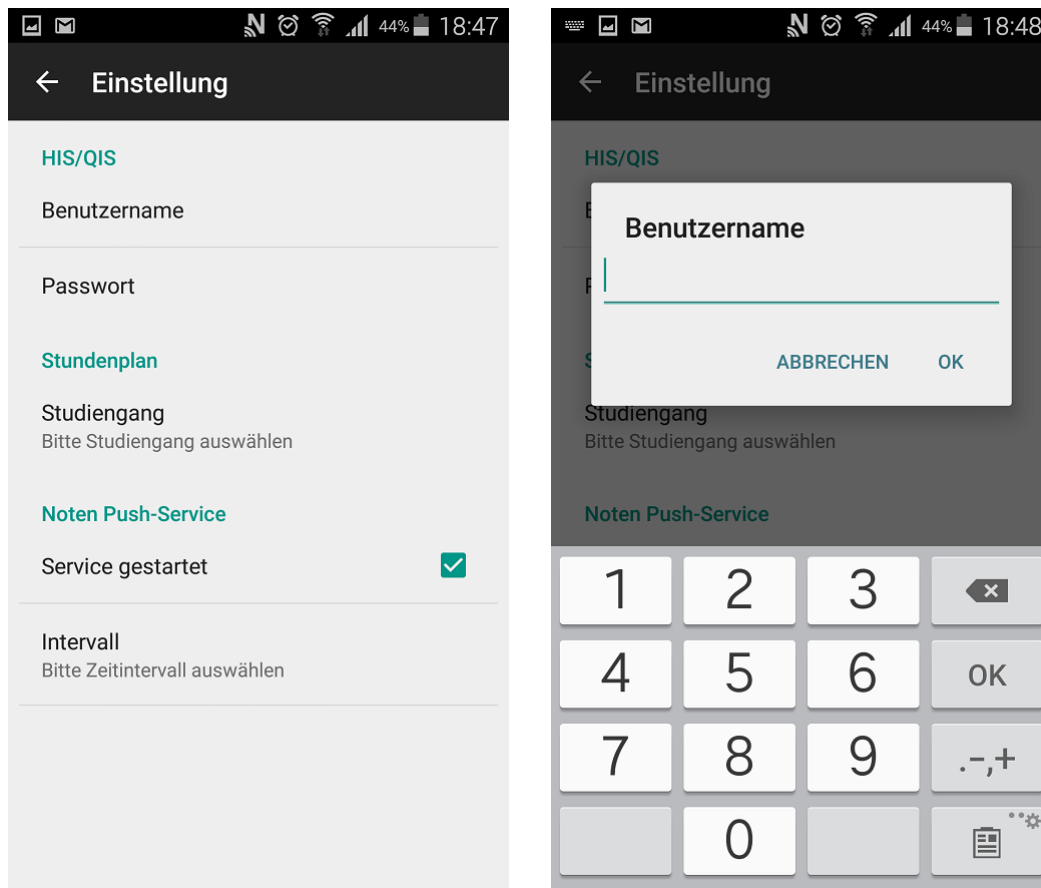 44% 18:47
Einstellung
HIS/QIS
Benutzername
Passwort
Stundenplan
Studiengang
Bitte Studiengang auswählen
Noten Push-Service
Service gestartet
Intervall
Bitte Zeitintervall auswählen
44% 18:48
Einstellung
HIS/QIS
Benutzername
ABBRECHEN OK
Studiengang
Bitte Studiengang auswählen
Noten Push-Service
1 2 3
4 5 6 OK
7 8 9 .-,+
0